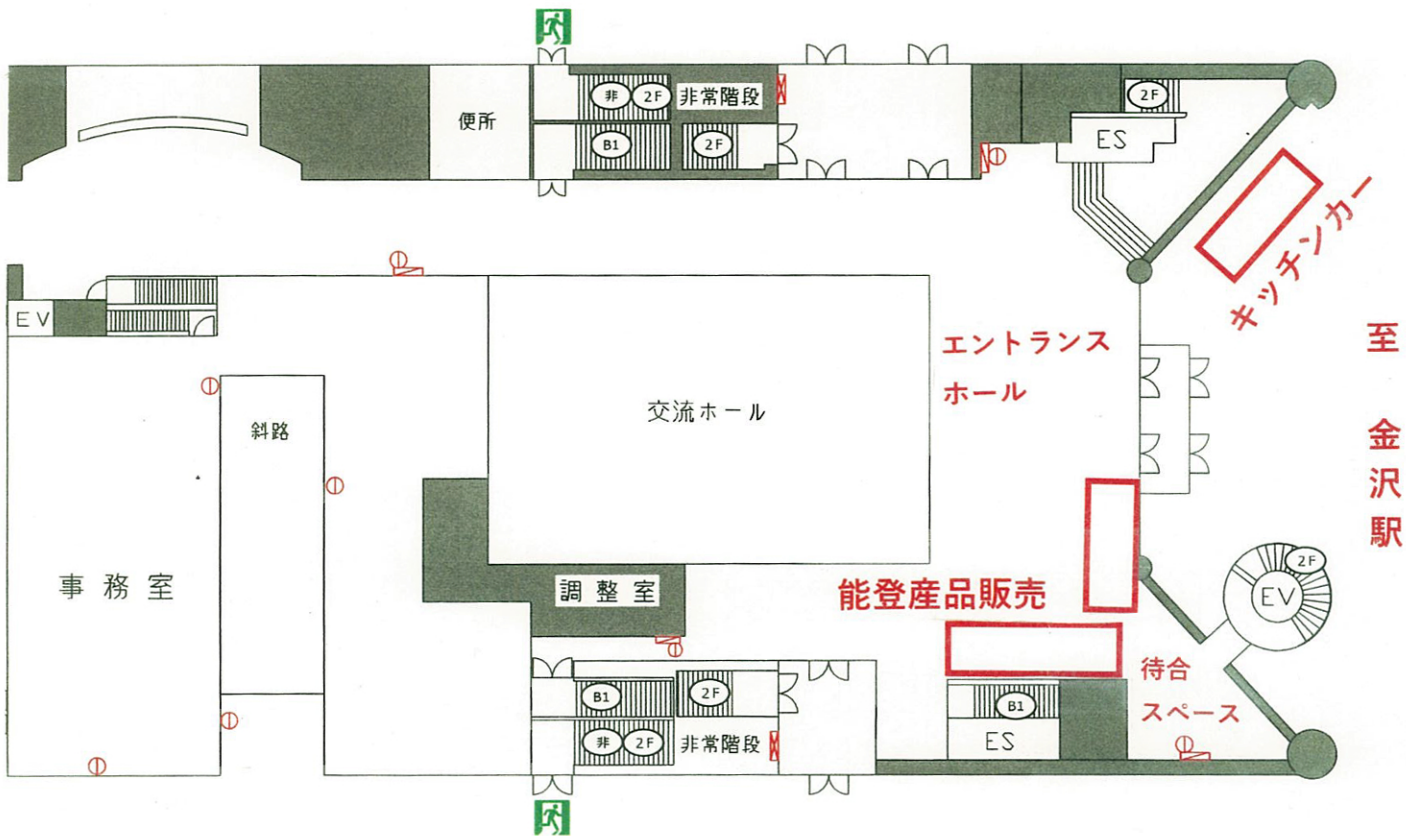 非
2F
非常階段
2F
便所
B1
2F
ES
キッチンカー
EV
エントランス
ホール
至 金沢駅
交流ホール
斜路
2F
EV
事務室
調整室
能登産品販売
待合
スペース
B1
2F
B1
非
2F
非常階段
ES